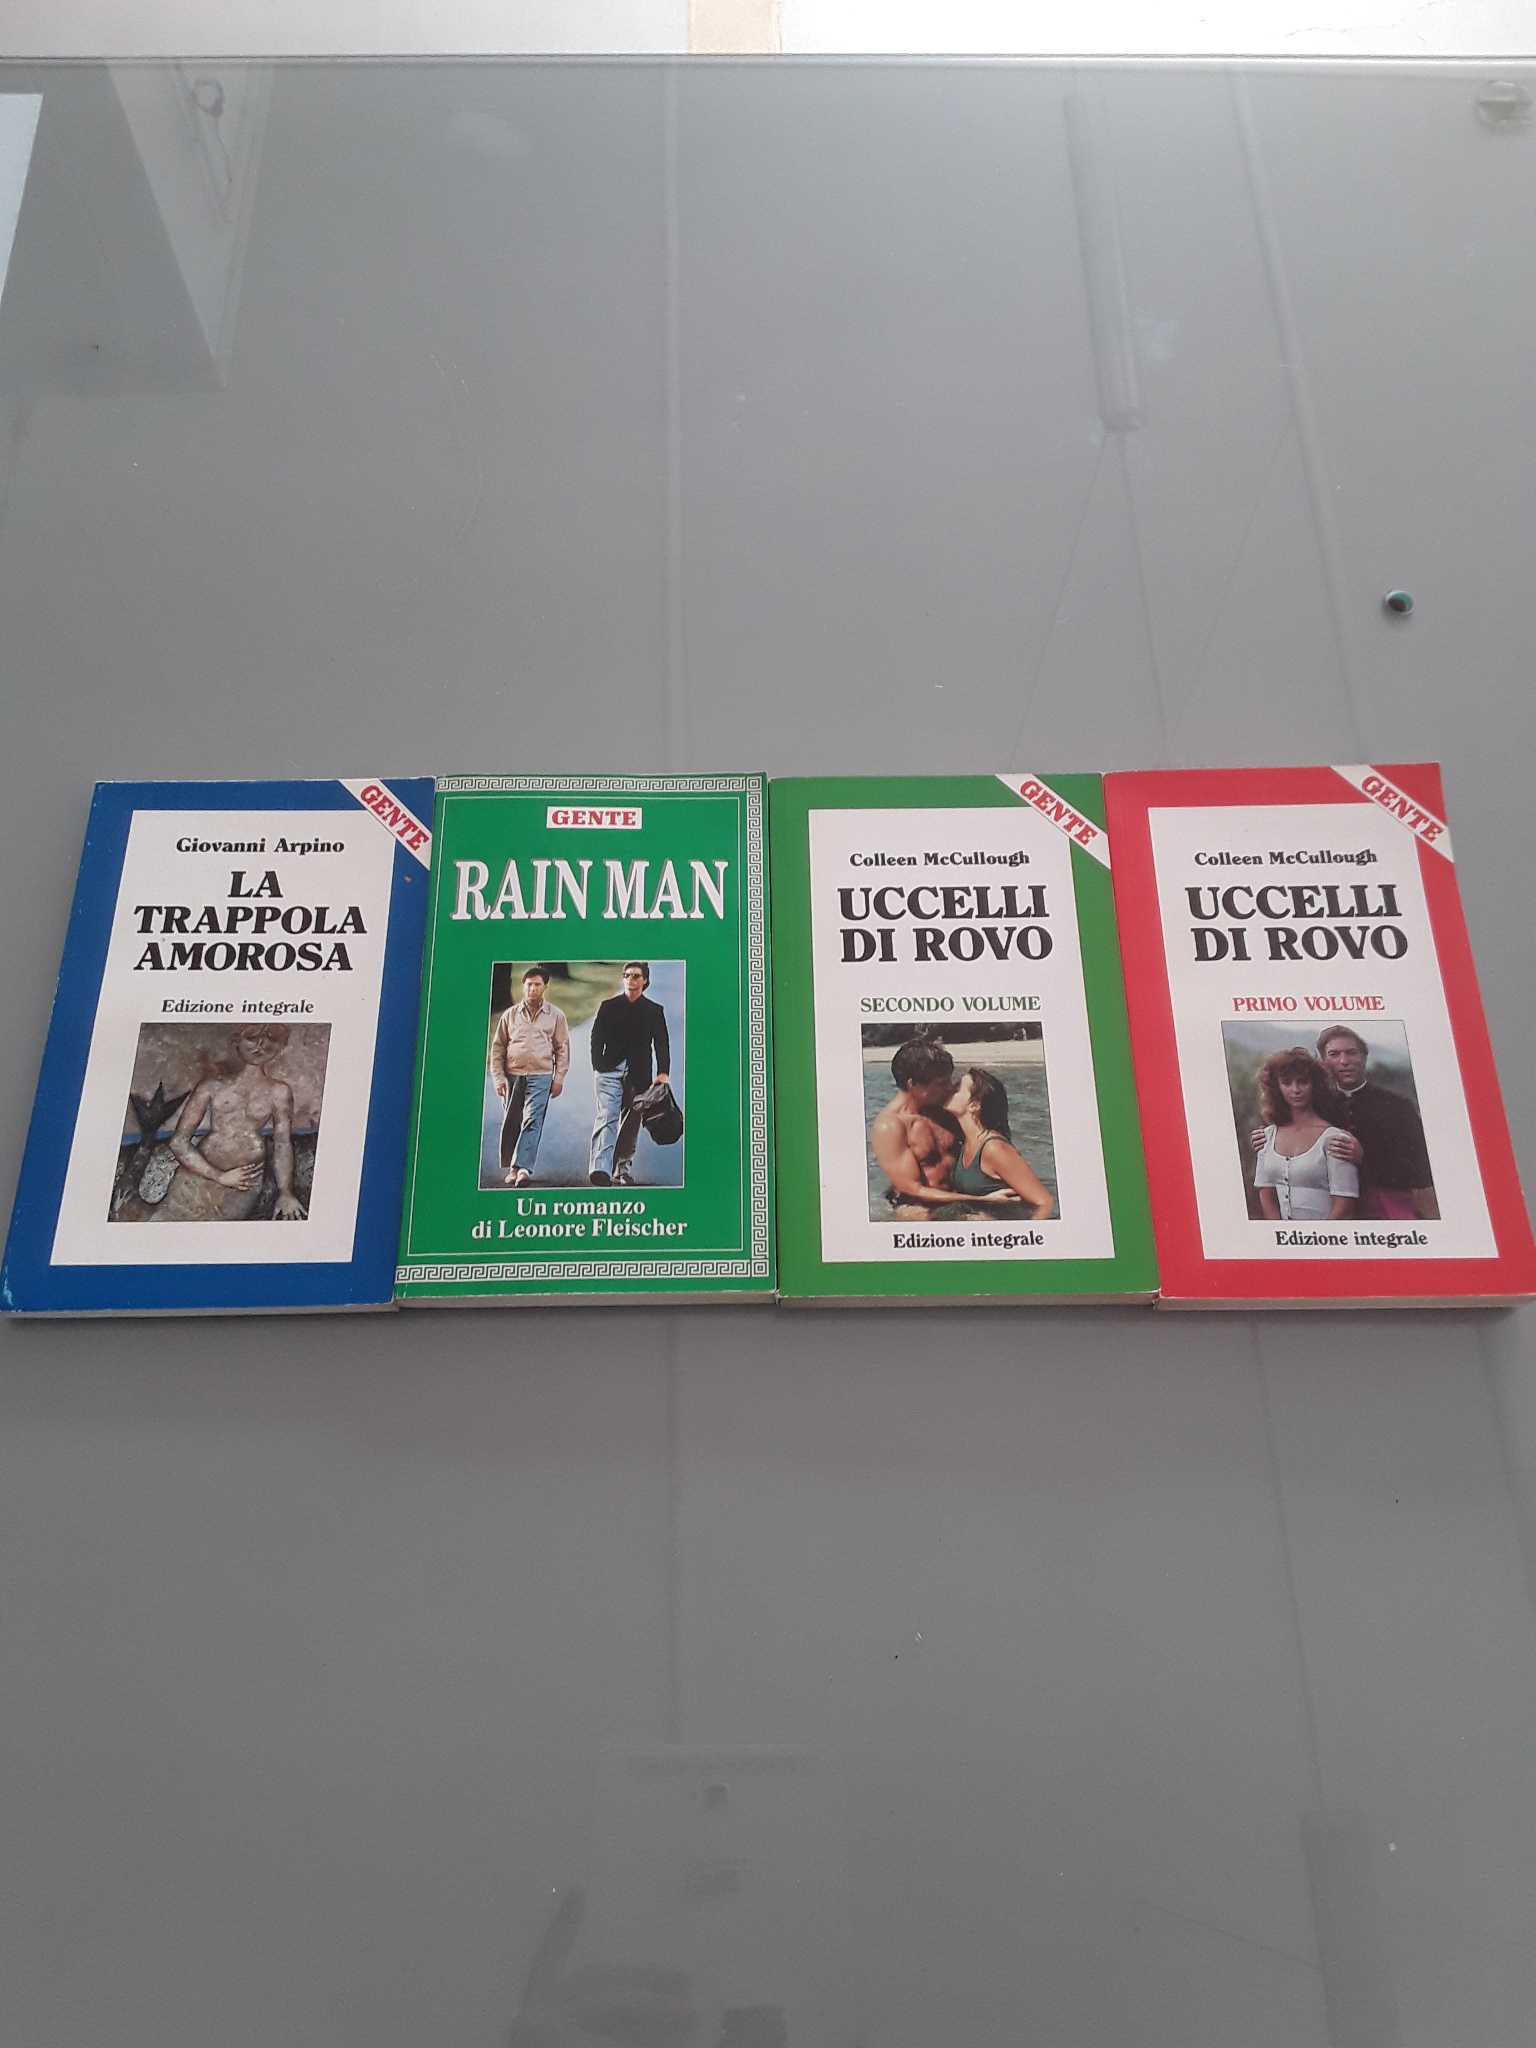 GENTE
Giovanni Arpino
LA
TRAPPOLA
AMOROSA
Edizione integrale
GENTE
RAIN MAN
Un romanzo
di Leonore Fleischer
GENTE
Colleen McCullough
UCCELLI
DI ROVO
SECONDO VOLUME
Edizione integrale
GENTE
Colleen McCullough
UCCELLI
DI ROVO
PRIMO VOLUME
Edizione integrale